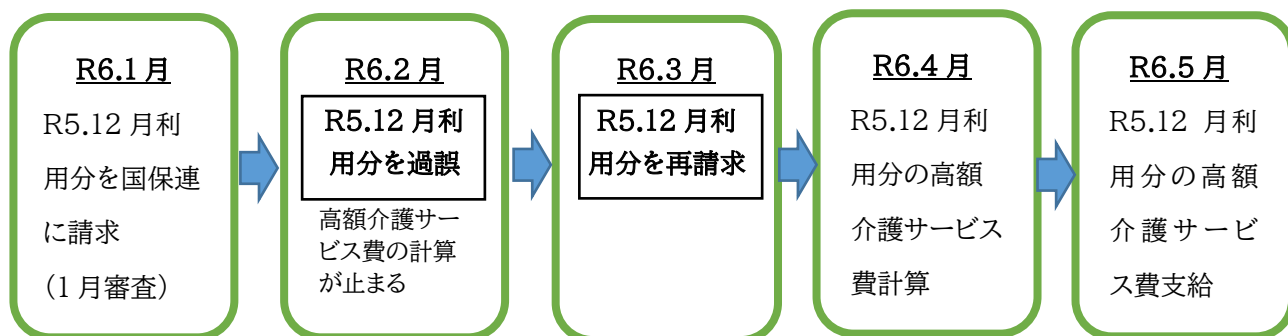 R6.1月
R5.12月利
用分を国保連
に請求
(1月審査)
R6.2月
R5.12月利
用分を過誤
高額介護サー
ビス費の計算
が止まる
R6.3月
R5.12月利
用分を再請求
R6.4月
R5.12月利
用分の高額
介護サービス
費計算
R6.5月
R5.12 月利
用分の高額
介護サービ
ス費支給